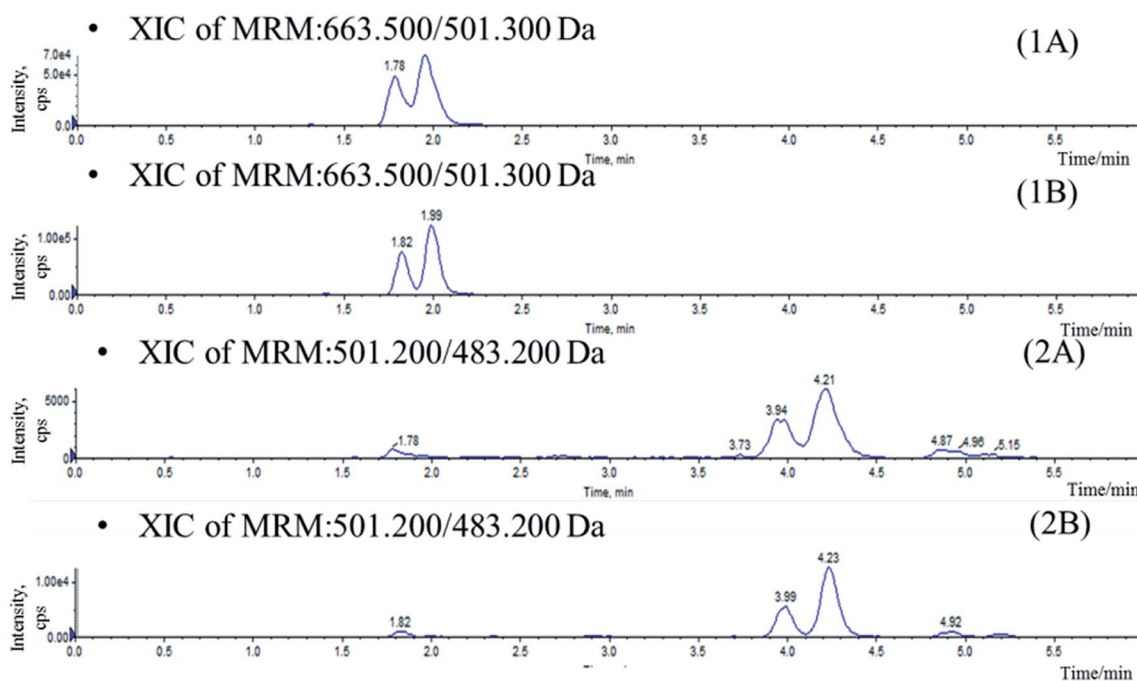 • XIC of MRM:663.500/501.300 Da
(1A)
Intensity, cps
7.0e4
5.0e4
0.0
1.78
0.0 0.5 1.0 1.5 2.0 2.5 3.0 3.5 4.0 4.5 5.0 5.5
Time, min
Time/min
• XIC of MRM:663.500/501.300 Da
(1B)
Intensity, cps
1.00e5
0.00
1.82 1.99
0.0 0.5 1.0 1.5 2.0 2.5 3.0 3.5 4.0 4.5 5.0 5.5
Time, min
Time/min
• XIC of MRM:501.200/483.200 Da
(2A)
Intensity, cps
5000
0
1.78 3.73 3.94 4.21 4.87 4.96 5.15
0.0 0.5 1.0 1.5 2.0 2.5 3.0 3.5 4.0 4.5 5.0 5.5
Time, min
Time/min
• XIC of MRM:501.200/483.200 Da
(2B)
Intensity, cps
1.00e4
0.00
1.82 3.99 4.23 4.92
0.0 0.5 1.0 1.5 2.0 2.5 3.0 3.5 4.0 4.5 5.0 5.5
Time/min